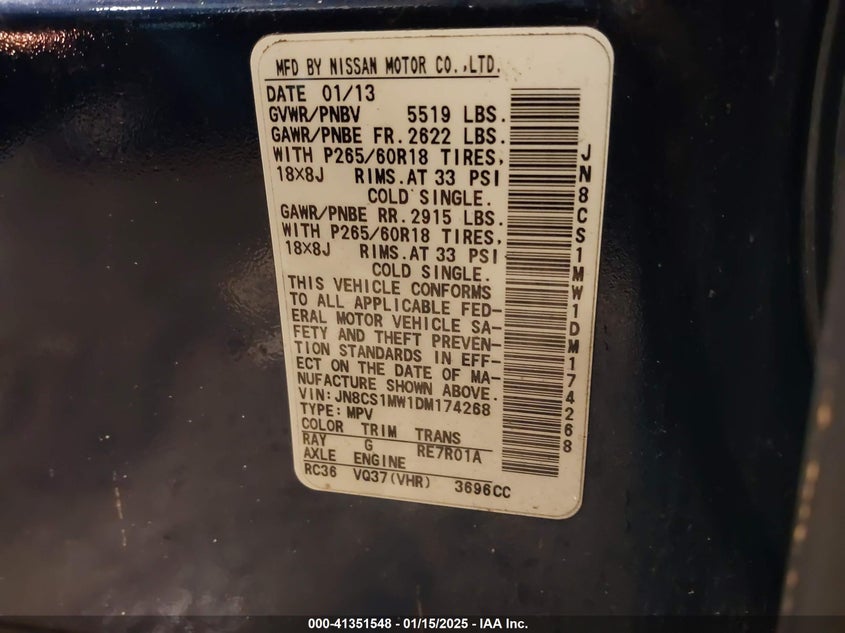 MFD BY NISSAN MOTOR CO.,LTD.
DATE 01/13
GVWR/PNBV 5519 LBS.
GAWR/PNBE FR. 2622 LBS.
WITH P265/60R18 TIRES,
18×8J RIMS. AT 33 PSI
COLD SINGLE.
GAWR/PNBE RR. 2915 LBS.
WITH P265/60R18 TIRES,
18×8J RIMS. AT 33 PSI
COLD SINGLE.
THIS VEHICLE CONFORMS
TO ALL APPLICABLE FED-
ERAL MOTOR VEHICLE SA-
FETY AND THEFT PREVEN-
TION STANDARDS IN EFF-
ECT ON THE DATE OF MA-
NUFACTURE SHOWN ABOVE.
VIN: JN8CS1MW1DM174268
TYPE: MPV
COLOR TRIM TRANS
RAY G RE7R01A
AXLE ENGINE
RC36 VQ37(VHR) 3696CC
JN8CS1MW1DM174268
000-41351548 - 01/15/2025 - IAA Inc.